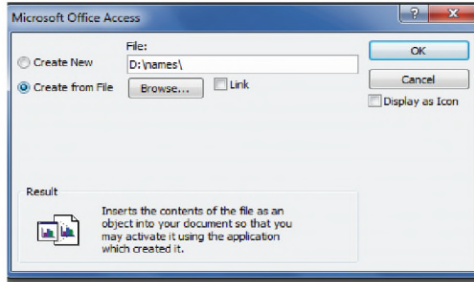 Microsoft Office Access
File:
Create New
D:\names\
OK
Create from File
Browse...
Link
Cancel
Display as Icon
Result
Inserts the contents of the file as an
object into your document so that you
may activate it using the application
which created it.